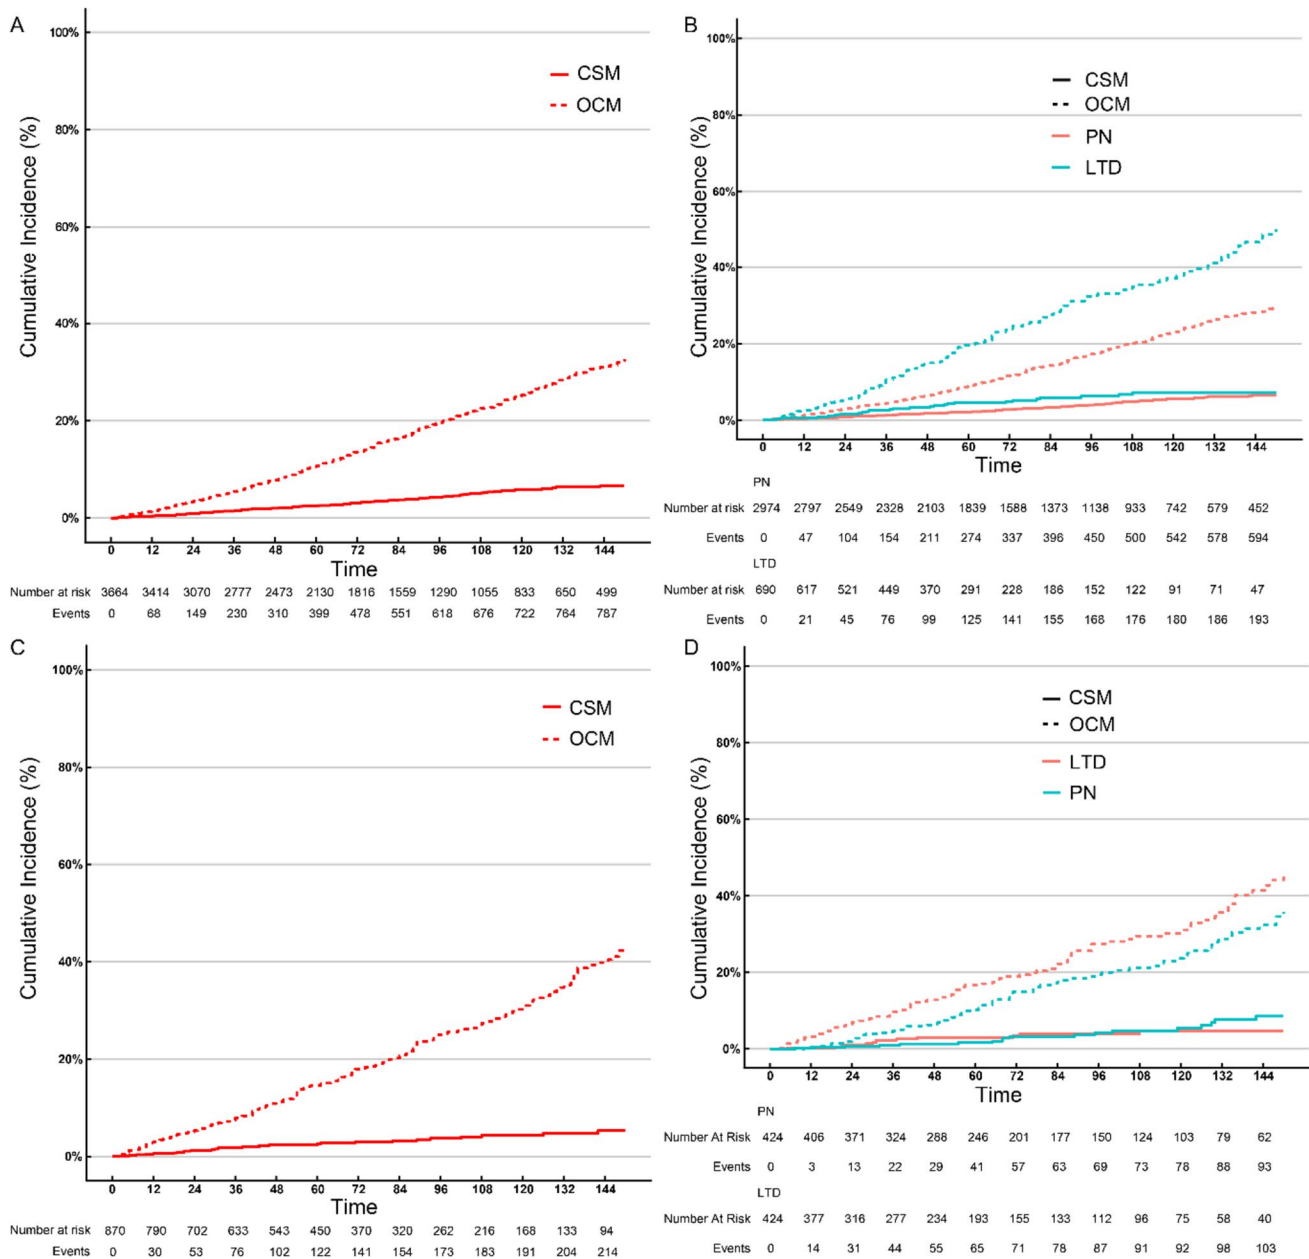 A
Cumulative Incidence (%)
100%
80%
60%
40%
20%
0%
CSM
OCM
0 12 24 36 48 60 72 84 96 108 120 132 144
Time
Number at risk 3664 3414 3070 2777 2473 2130 1816 1559 1290 1055 833 650 499
Events 0 68 149 230 310 399 478 551 618 676 722 764 787
B
Cumulative Incidence (%)
100%
80%
60%
40%
20%
0%
CSM
OCM
PN
LTD
0 12 24 36 48 60 72 84 96 108 120 132 144
Time
PN
Number at risk 2974 2797 2549 2328 2103 1839 1588 1373 1138 933 742 579 452
Events 0 47 104 154 211 274 337 396 450 500 542 578 594
LTD
Number at risk 690 617 521 449 370 291 228 186 152 122 91 71 47
Events 0 21 45 76 99 125 141 155 168 176 180 186 193
C
Cumulative Incidence (%)
100%
80%
60%
40%
20%
0%
CSM
OCM
0 12 24 36 48 60 72 84 96 108 120 132 144
Time
Number at risk 870 790 702 633 543 450 370 320 262 216 168 133 94
Events 0 30 53 76 102 122 141 154 173 183 191 204 214
D
Cumulative Incidence (%)
100%
80%
60%
40%
20%
0%
CSM
OCM
LTD
PN
0 12 24 36 48 60 72 84 96 108 120 132 144
Time
PN
Number At Risk 424 406 371 324 288 246 201 177 150 124 103 79 62
Events 0 3 13 22 29 41 57 63 69 73 78 88 93
LTD
Number At Risk 424 377 316 277 234 193 155 133 112 96 75 58 40
Events 0 14 31 44 55 65 71 78 87 91 92 98 103